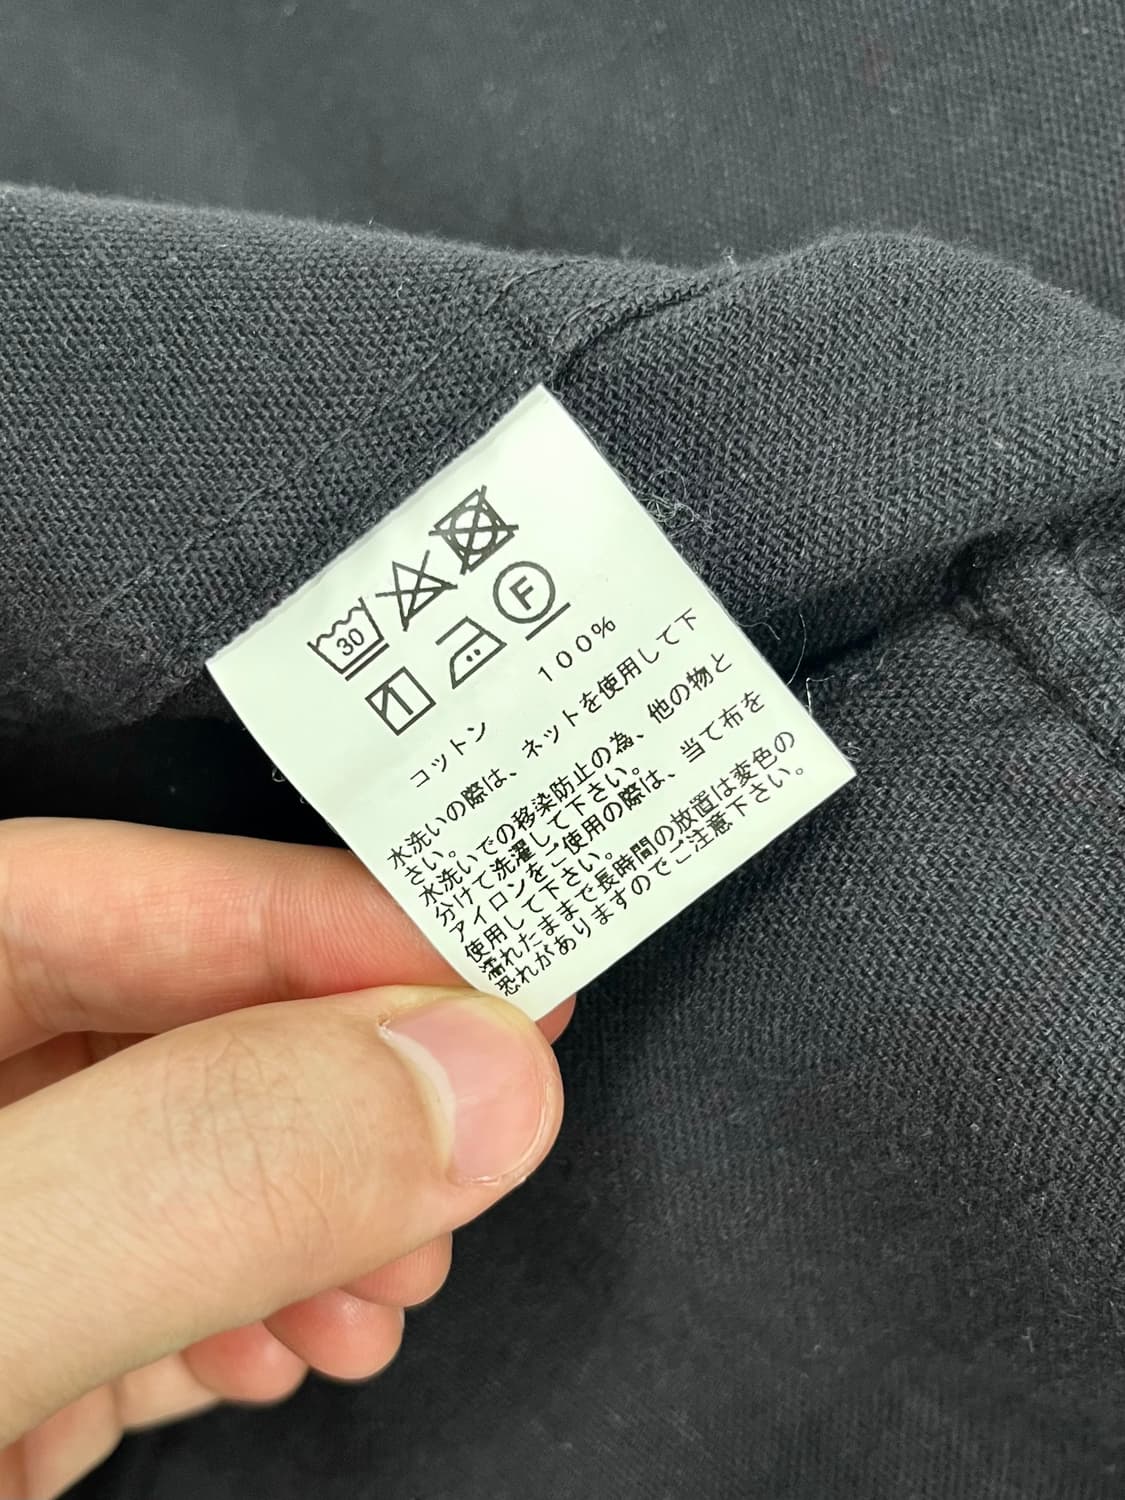 30
F
コットン 100%
水洗いの際は、ネットを使用して下
さい。
水洗いでの移染防止の為、他の物と
分けて洗濯して下さい。
アイロンをご使用の際は、当て布を
使用して下さい。
濡れたままで長時間の放置は変色の
恐れがありますのでご注意下さい。